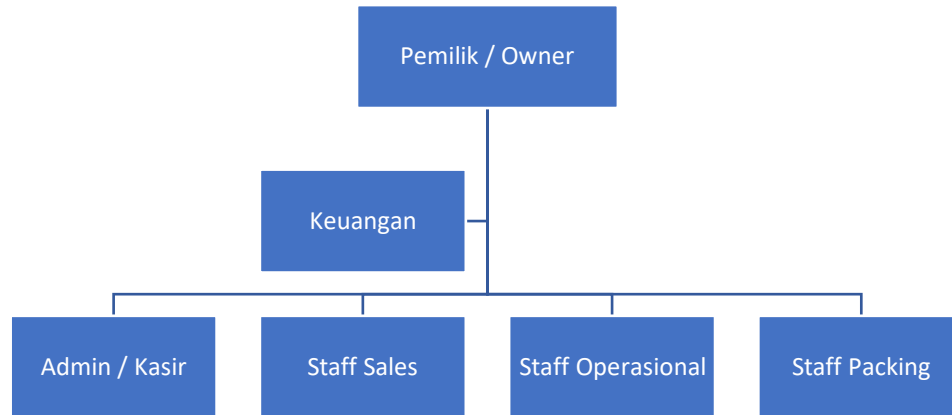 Pemilik / Owner
Keuangan
Admin / Kasir
Staff Sales
Staff Operasional
Staff Packing